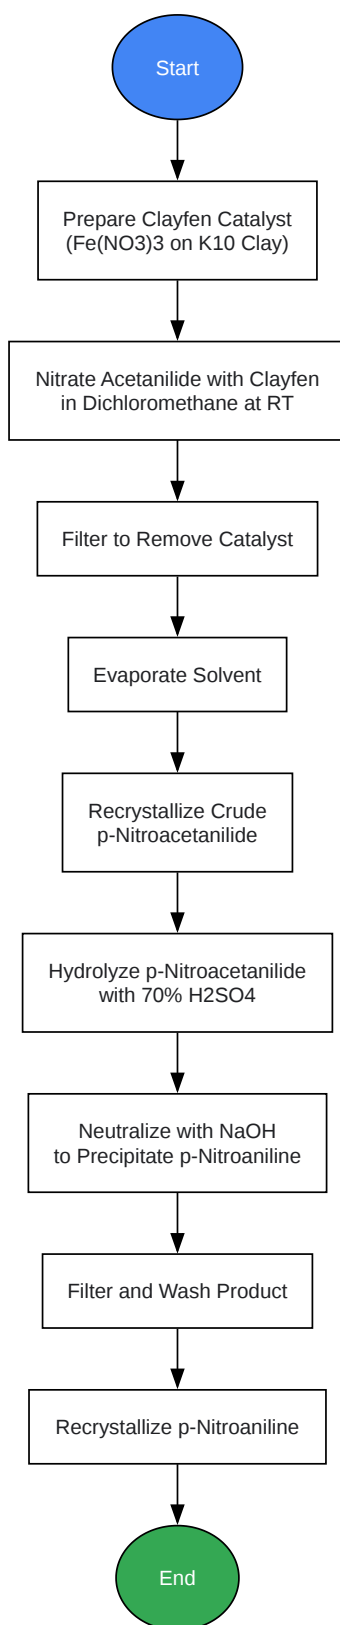 Start
Prepare Clayfen Catalyst
(Fe(NO3)3 on K10 Clay)
Nitrate Acetanilide with Clayfen
in Dichloromethane at RT
Filter to Remove Catalyst
Evaporate Solvent
Recrystallize Crude
p-Nitroacetanilide
Hydrolyze p-Nitroacetanilide
with 70% H2SO4
Neutralize with NaOH
to Precipitate p-Nitroaniline
Filter and Wash Product
Recrystallize p-Nitroaniline
End